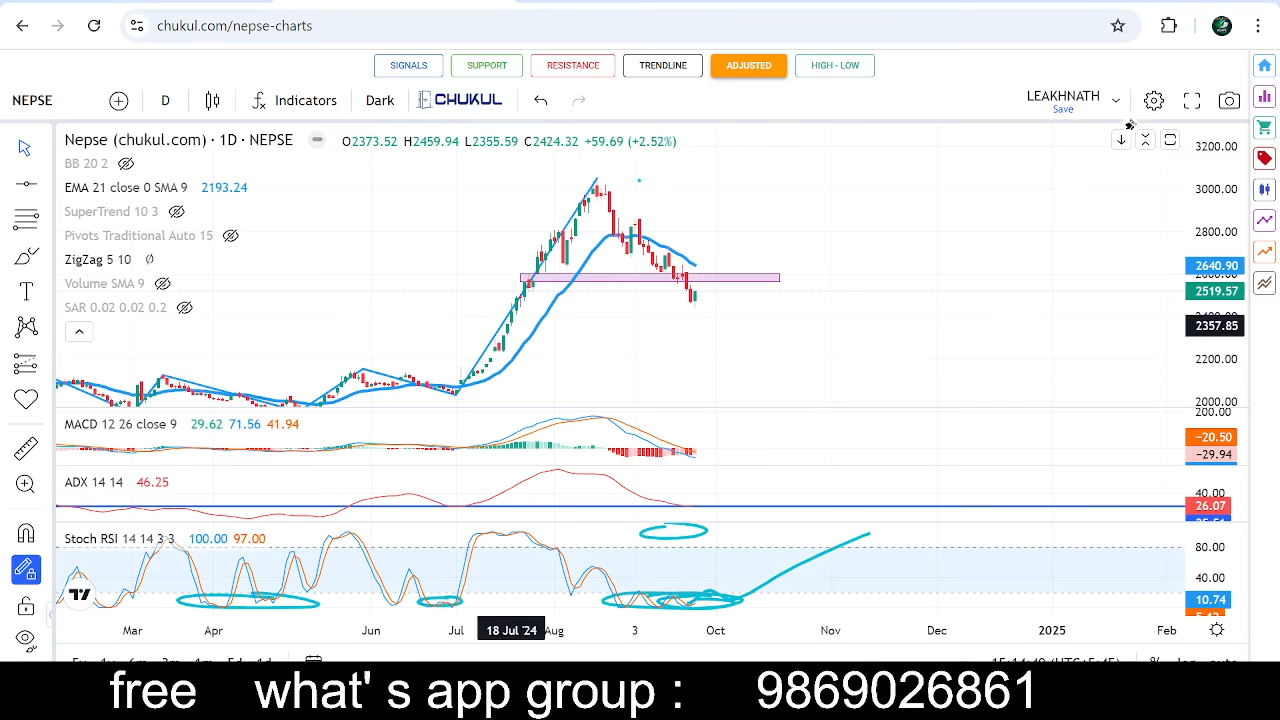 chukul.com/nepse-charts
SIGNALS SUPPORT RESISTANCE TRENDLINE ADJUSTED HIGH - LOW
NEPSE D Indicators Dark CHUKUL LEAKHNATH
Save
Nepse (chukul.com) · 1D · NEPSE O2373.52 H2459.94 L2355.59 C2424.32 +59.69 (+2.52%)
BB 20 2
EMA 21 close 0 SMA 9 2193.24
SuperTrend 10 3
Pivots Traditional Auto 15
ZigZag 5 10
Volume SMA 9
SAR 0.02 0.02 0.2
3200.00
3000.00
2800.00
2640.90
2519.57
2357.85
2200.00
2000.00
MACD 12 26 close 9 29.62 71.56 41.94
200.00
−20.50
−29.94
ADX 14 14 46.25
40.00
26.07
Stoch RSI 14 14 3 3 100.00 97.00
80.00
40.00
10.74
Mar Apr Jun Jul 18 Jul '24 Aug 3 Oct Nov Dec 2025 Feb
free what' s app group : 9869026861